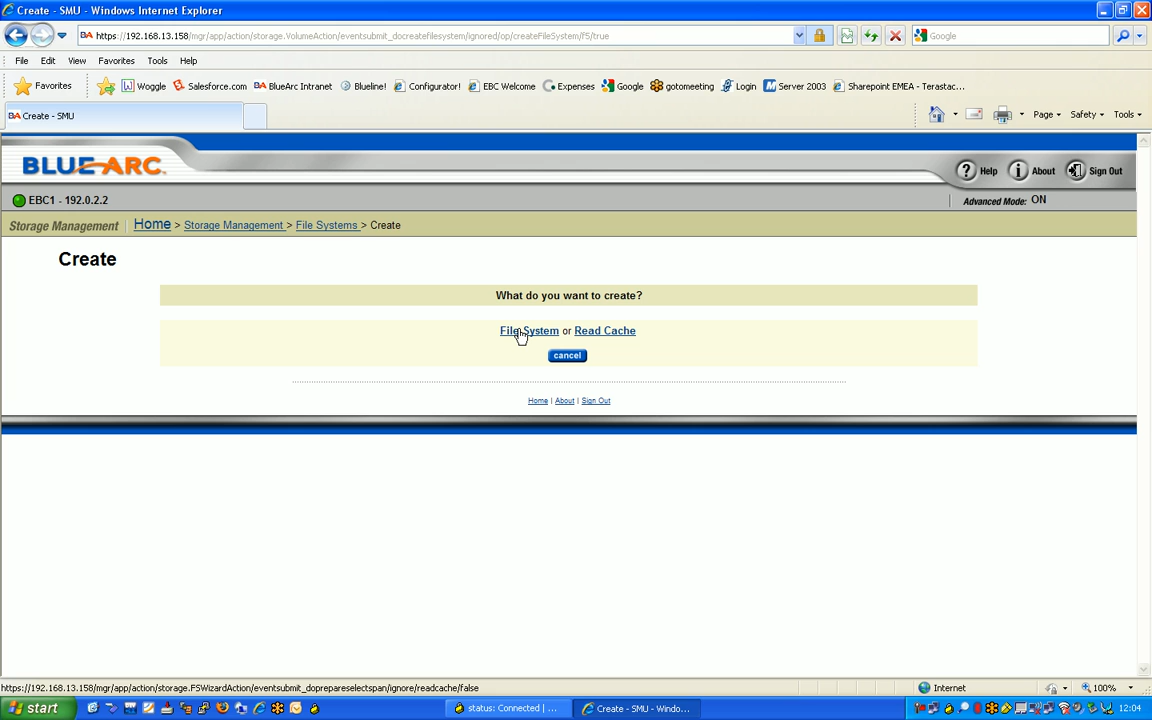 Create - SMU - Windows Internet Explorer
https://192.168.13.158/mgr/app/action/storage.VolumeAction/eventsubmit_docreatefilesystem/ignored/op/createFileSystem/fS/true
Google
File Edit View Favorites Tools Help
Favorites Woggle Salesforce.com BlueArc Intranet Blueline! Configurator! EBC Welcome Expenses Google gotomeeting Login Server 2003 Sharepoint EMEA - Terastac...
Create - SMU
Page Safety Tools
BLUEARC
Help About Sign Out
EBC1 - 192.0.2.2
Advanced Mode: ON
Storage Management Home > Storage Management > File Systems > Create
Create
What do you want to create?
File System or Read Cache
cancel
Home | About | Sign Out
https://192.168.13.158/mgr/app/action/storage.FSWizardAction/eventsubmit_doprepareselectspan/ignore/readcache/false
Internet
100%
start
status: Connected | ...
Create - SMU - Windo...
12:04